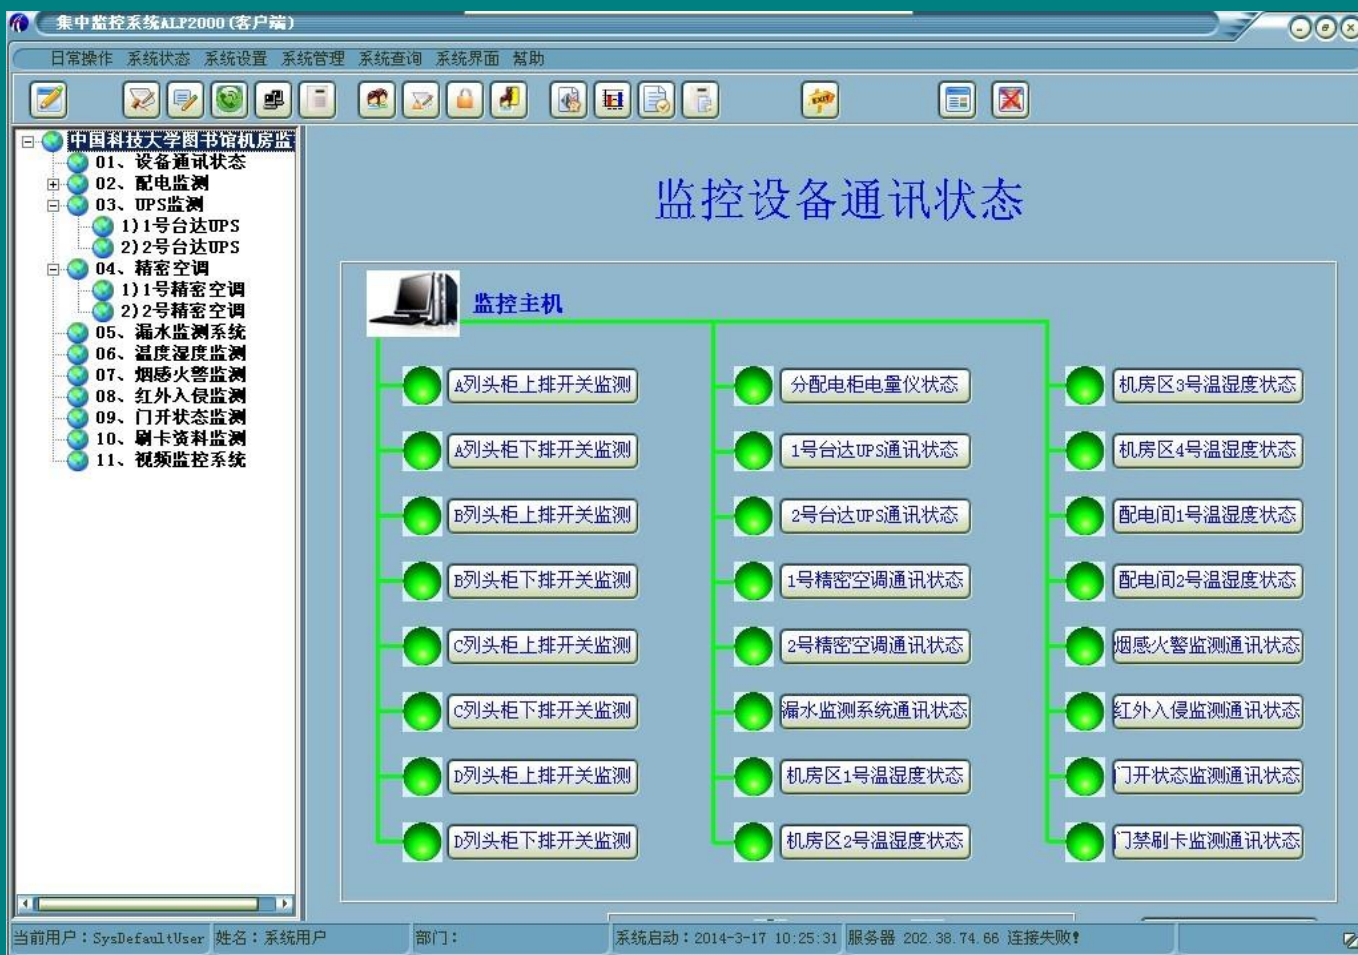 集中监控系统ALP2000(客户端)
日常操作 系统状态 系统设置 系统管理 系统查询 系统界面 帮助
EXIT
中国科技大学图书馆机房监
01、设备通讯状态
02、配电监测
03、UPS监测
1)1号台达UPS
2)2号台达UPS
04、精密空调
1)1号精密空调
2)2号精密空调
05、漏水监测系统
06、温度湿度监测
07、烟感火警监测
08、红外入侵监测
09、门开状态监测
10、刷卡资料监测
11、视频监控系统
监控设备通讯状态
监控主机
A列头柜上排开关监测
A列头柜下排开关监测
B列头柜上排开关监测
B列头柜下排开关监测
C列头柜上排开关监测
C列头柜下排开关监测
D列头柜上排开关监测
D列头柜下排开关监测
分配电柜电量仪状态
1号台达UPS通讯状态
2号台达UPS通讯状态
1号精密空调通讯状态
2号精密空调通讯状态
漏水监测系统通讯状态
机房区1号温湿度状态
机房区2号温湿度状态
机房区3号温湿度状态
机房区4号温湿度状态
配电间1号温湿度状态
配电间2号温湿度状态
烟感火警监测通讯状态
红外入侵监测通讯状态
门开状态监测通讯状态
门禁刷卡监测通讯状态
当前用户：SysDefaultUser 姓名：系统用户 部门： 系统启动：2014-3-17 10:25:31 服务器 202.38.74.66 连接失败!